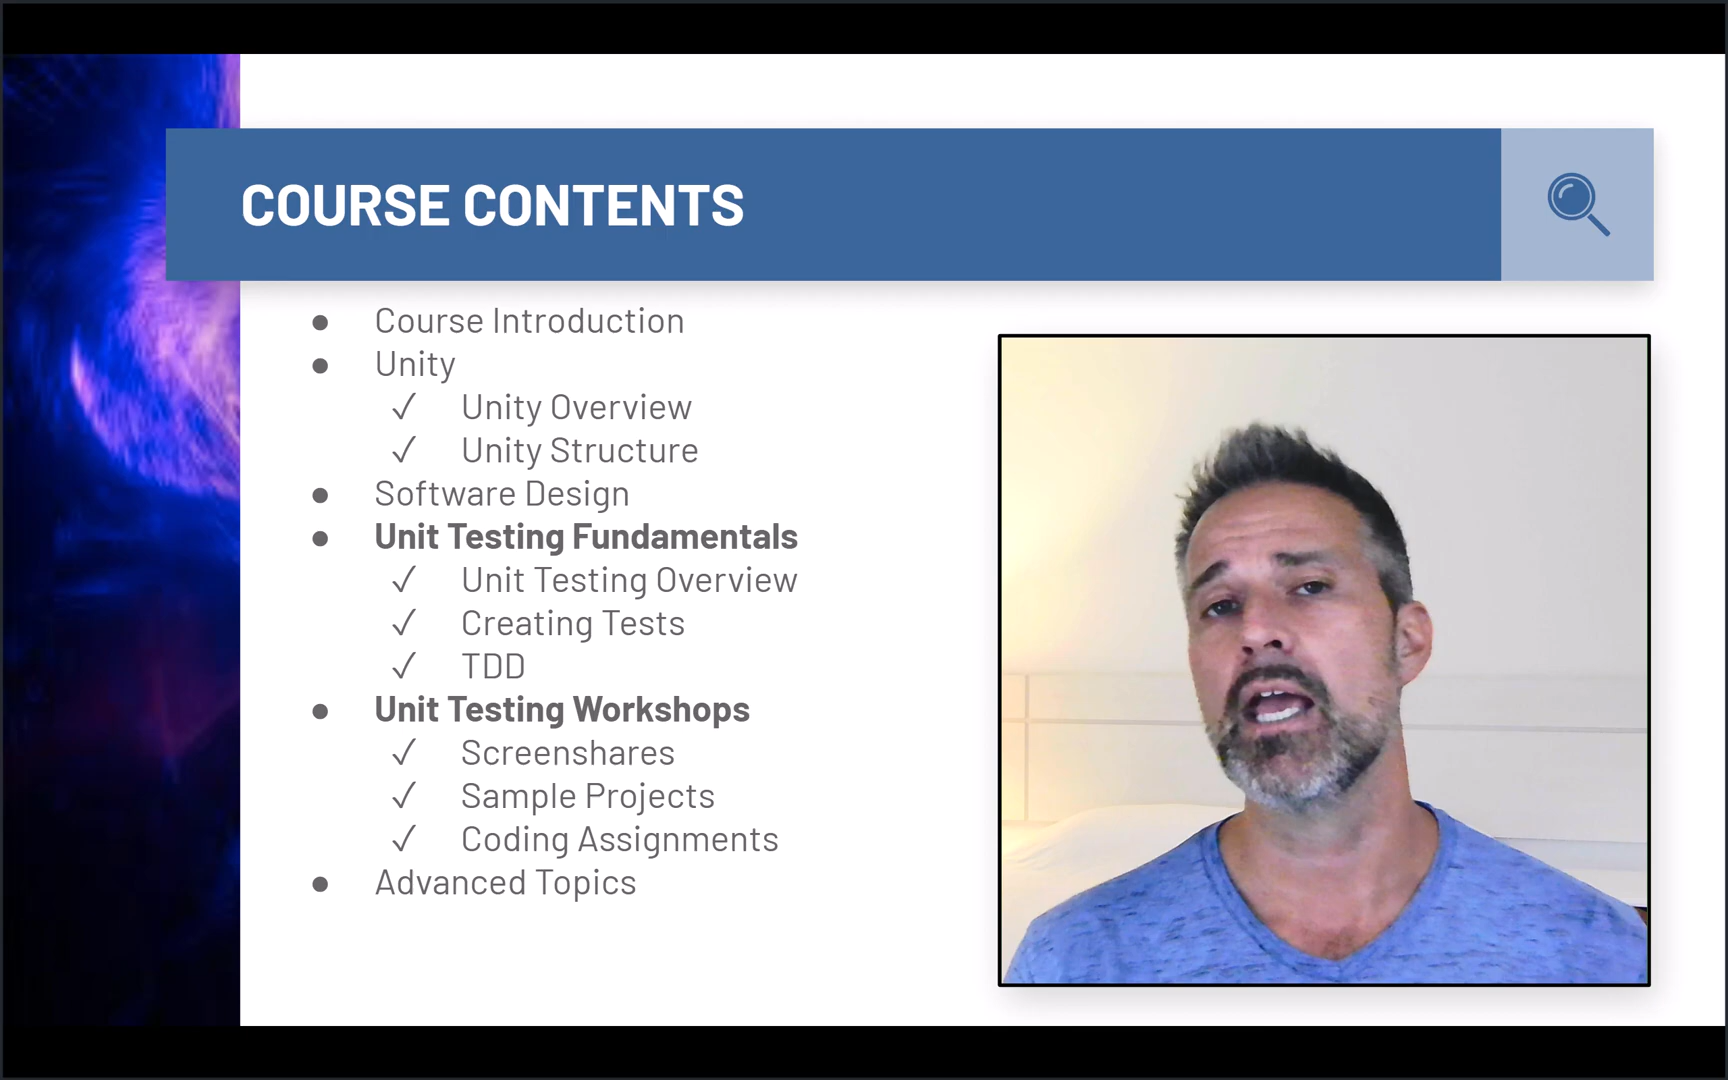 COURSE CONTENTS
● Course Introduction
● Unity
✓ Unity Overview
✓ Unity Structure
● Software Design
● Unit Testing Fundamentals
✓ Unit Testing Overview
✓ Creating Tests
✓ TDD
● Unit Testing Workshops
✓ Screenshares
✓ Sample Projects
✓ Coding Assignments
● Advanced Topics